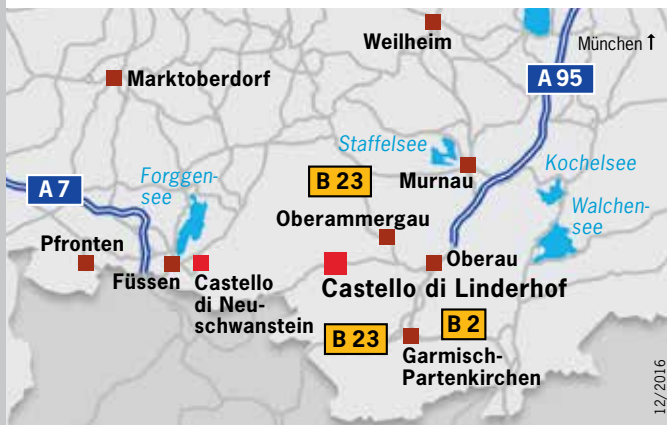 Weilheim
München ↑
Marktoberdorf
A 95
Staffelsee
Forggen-
see
B 23
Kochelsee
A 7
Murnau
Walchen-
see
Oberammergau
Pfronten
Füssen
Castello
di Neu-
schwanstein
Oberau
Castello di Linderhof
B 23
B 2
Garmisch-
Partenkirchen
12/2016